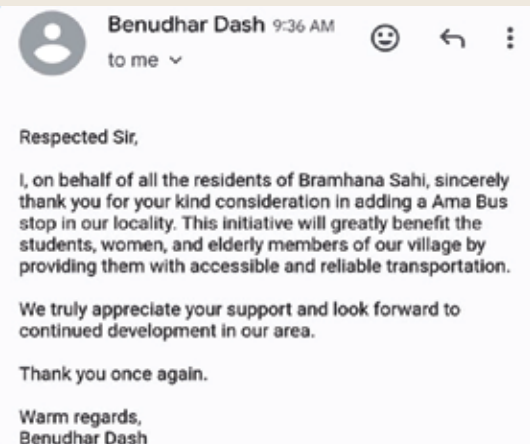 Benudhar Dash 9:36 AM
to me
Respected Sir,
I, on behalf of all the residents of Bramhana Sahi, sincerely
thank you for your kind consideration in adding a Ama Bus
stop in our locality. This initiative will greatly benefit the
students, women, and elderly members of our village by
providing them with accessible and reliable transportation.
We truly appreciate your support and look forward to
continued development in our area.
Thank you once again.
Warm regards,
Benudhar Dash